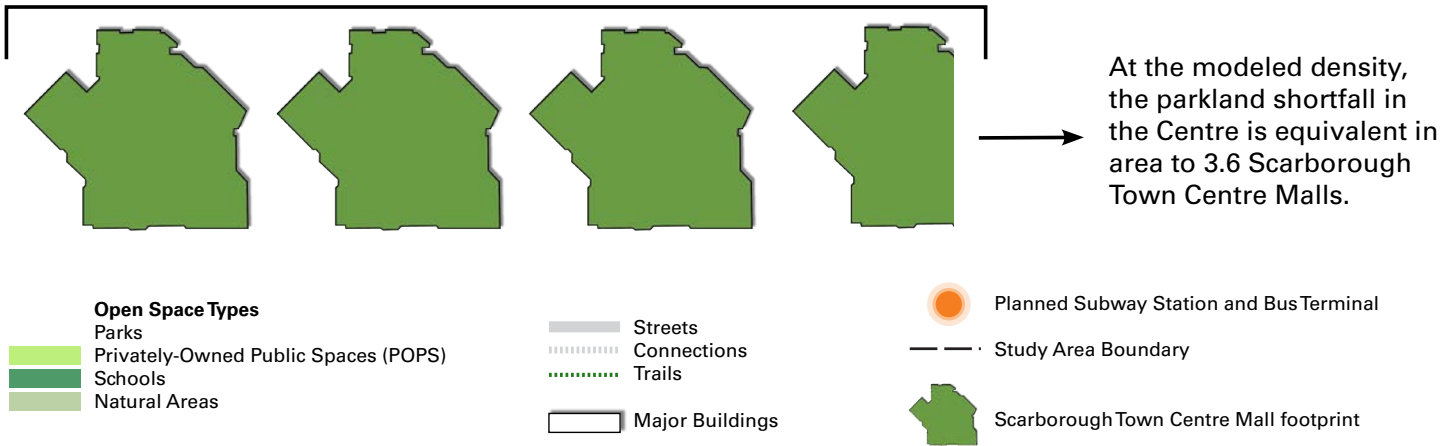 At the modeled density,
the parkland shortfall in
the Centre is equivalent in
area to 3.6 Scarborough
Town Centre Malls.
Open Space Types
Parks
Privately-Owned Public Spaces (POPS)
Schools
Natural Areas
Streets
Connections
Trails
Major Buildings
Planned Subway Station and Bus Terminal
Study Area Boundary
Scarborough Town Centre Mall footprint